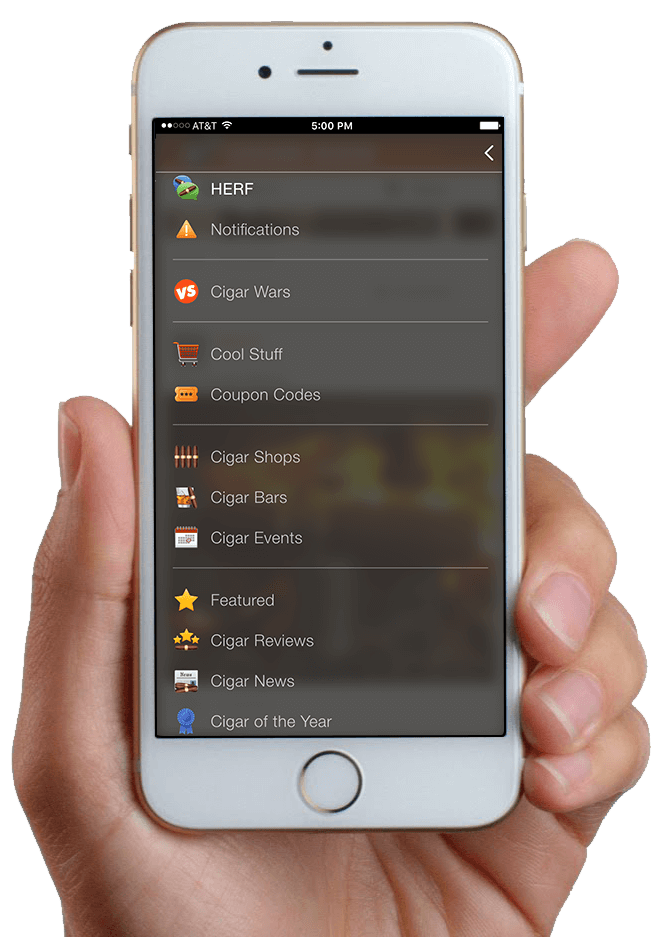 AT&T 5:00 PM
HERF
Notifications
VS Cigar Wars
Cool Stuff
Coupon Codes
Cigar Shops
Cigar Bars
Cigar Events
Featured
Cigar Reviews
News Cigar News
Cigar of the Year